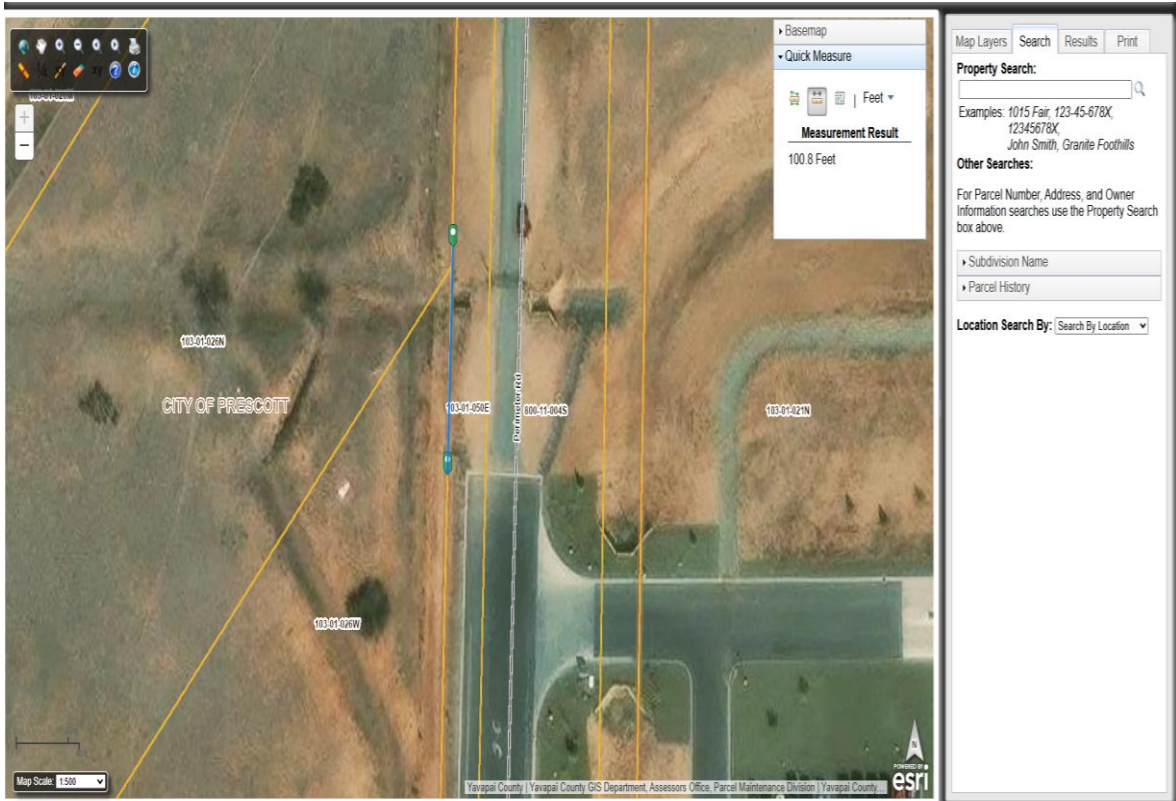 103-01-026N
CITY OF PRESCOTT
103-01-026W
103-01-050E
Perimeter Rd
800-11-004S
103-01-021N
+
−
xy
Map Scale: 1:500
Basemap
Quick Measure
| Feet
Measurement Result
100.8 Feet
N
POWERED BY
esri
Yavapai County | Yavapai County GIS Department, Assessors Office, Parcel Maintenance Division | Yavapai County...
Map Layers Search Results Print
Property Search:
Examples: 1015 Fair, 123-45-678X,
12345678X,
John Smith, Granite Foothills
Other Searches:
For Parcel Number, Address, and Owner
Information searches use the Property Search
box above.
Subdivision Name
Parcel History
Location Search By: Search By Location